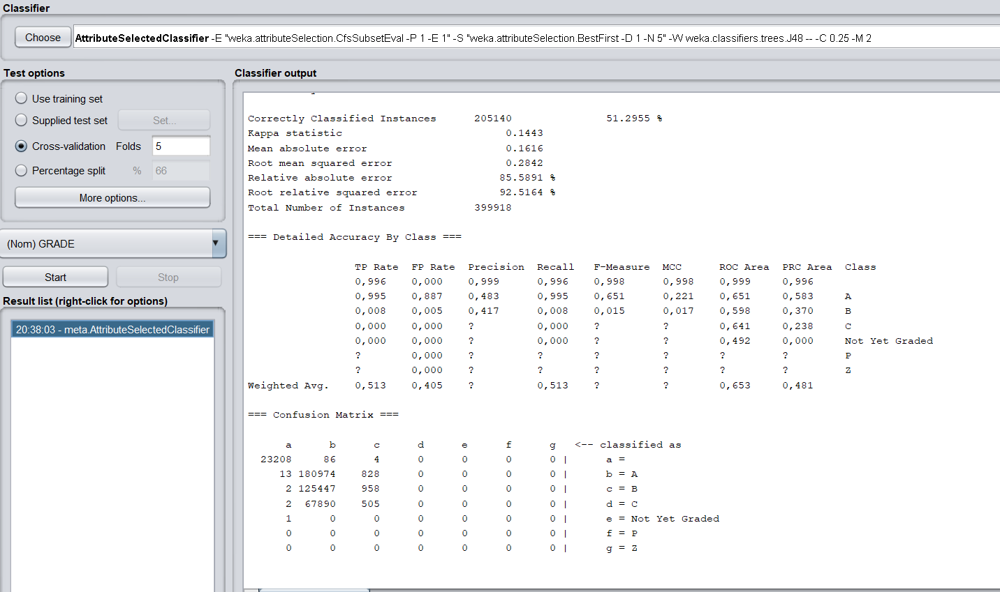 Classifier
Choose AttributeSelectedClassifier -E "weka.attributeSelection.CfsSubsetEval -P 1 -E 1" -S "weka.attributeSelection.BestFirst -D 1 -N 5" -W weka.classifiers.trees.J48 -- -C 0.25 -M 2
Test options
Use training set
Supplied test set Set...
Cross-validation Folds 5
Percentage split % 66
More options...
(Nom) GRADE
Start Stop
Result list (right-click for options)
20:38:03 - meta.AttributeSelectedClassifier
Classifier output
Correctly Classified Instances 205140 51.2955 %
Kappa statistic 0.1443
Mean absolute error 0.1616
Root mean squared error 0.2842
Relative absolute error 85.5891 %
Root relative squared error 92.5164 %
Total Number of Instances 399918
=== Detailed Accuracy By Class ===
TP Rate FP Rate Precision Recall F-Measure MCC ROC Area PRC Area Class
0,996 0,000 0,999 0,996 0,998 0,998 0,999 0,996
0,995 0,887 0,483 0,995 0,651 0,221 0,651 0,583 A
0,008 0,005 0,417 0,008 0,015 0,017 0,598 0,370 B
0,000 0,000 ? 0,000 ? ? 0,641 0,238 C
0,000 0,000 ? 0,000 ? ? 0,492 0,000 Not Yet Graded
? 0,000 ? ? ? ? ? ? P
? 0,000 ? ? ? ? ? ? Z
Weighted Avg. 0,513 0,405 ? 0,513 ? ? 0,653 0,481
=== Confusion Matrix ===
a b c d e f g <-- classified as
23208 86 4 0 0 0 0 | a =
13 180974 828 0 0 0 0 | b = A
2 125447 958 0 0 0 0 | c = B
2 67890 505 0 0 0 0 | d = C
1 0 0 0 0 0 0 | e = Not Yet Graded
0 0 0 0 0 0 0 | f = P
0 0 0 0 0 0 0 | g = Z